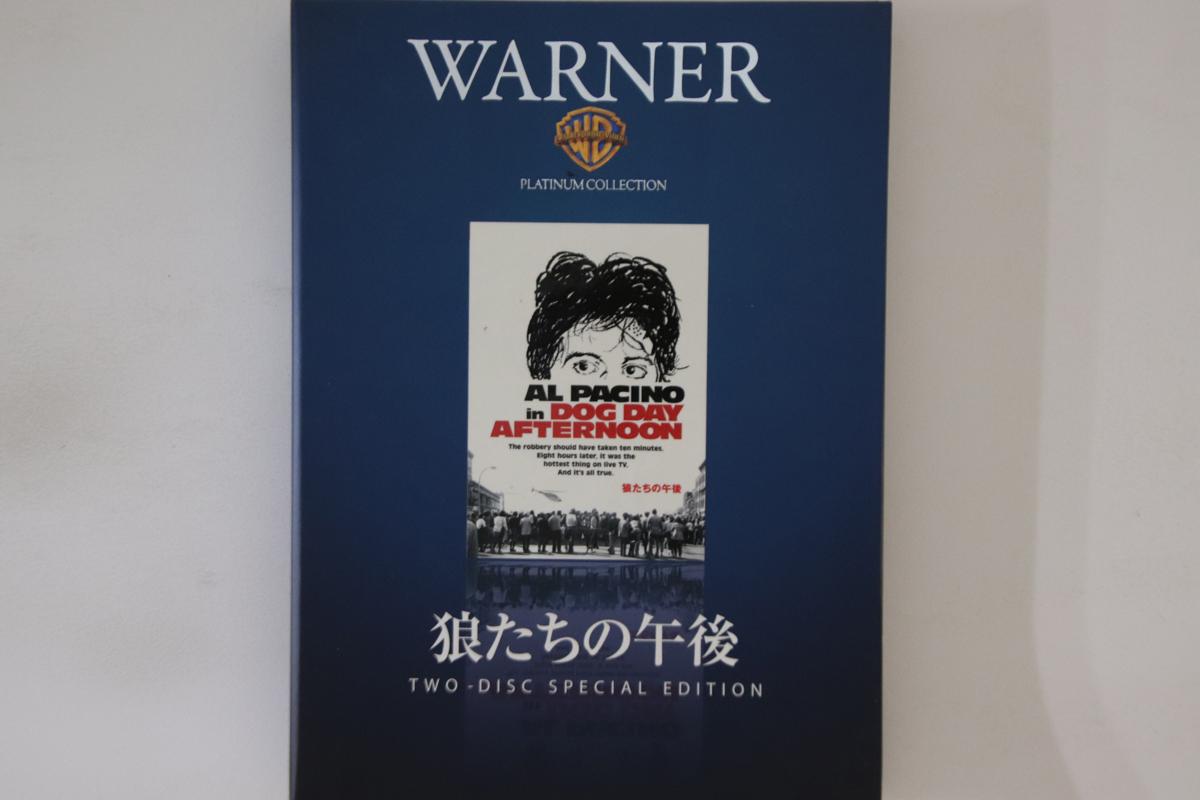 WARNER
WB
PLATINUM COLLECTION
AL PACINO
in DOG DAY
AFTERNOON
The robbery should have taken ten minutes.
Eight hours later, it was the
hottest thing on live TV.
And it's all true.
狼たちの午後
狼たちの午後
TWO-DISC SPECIAL EDITION